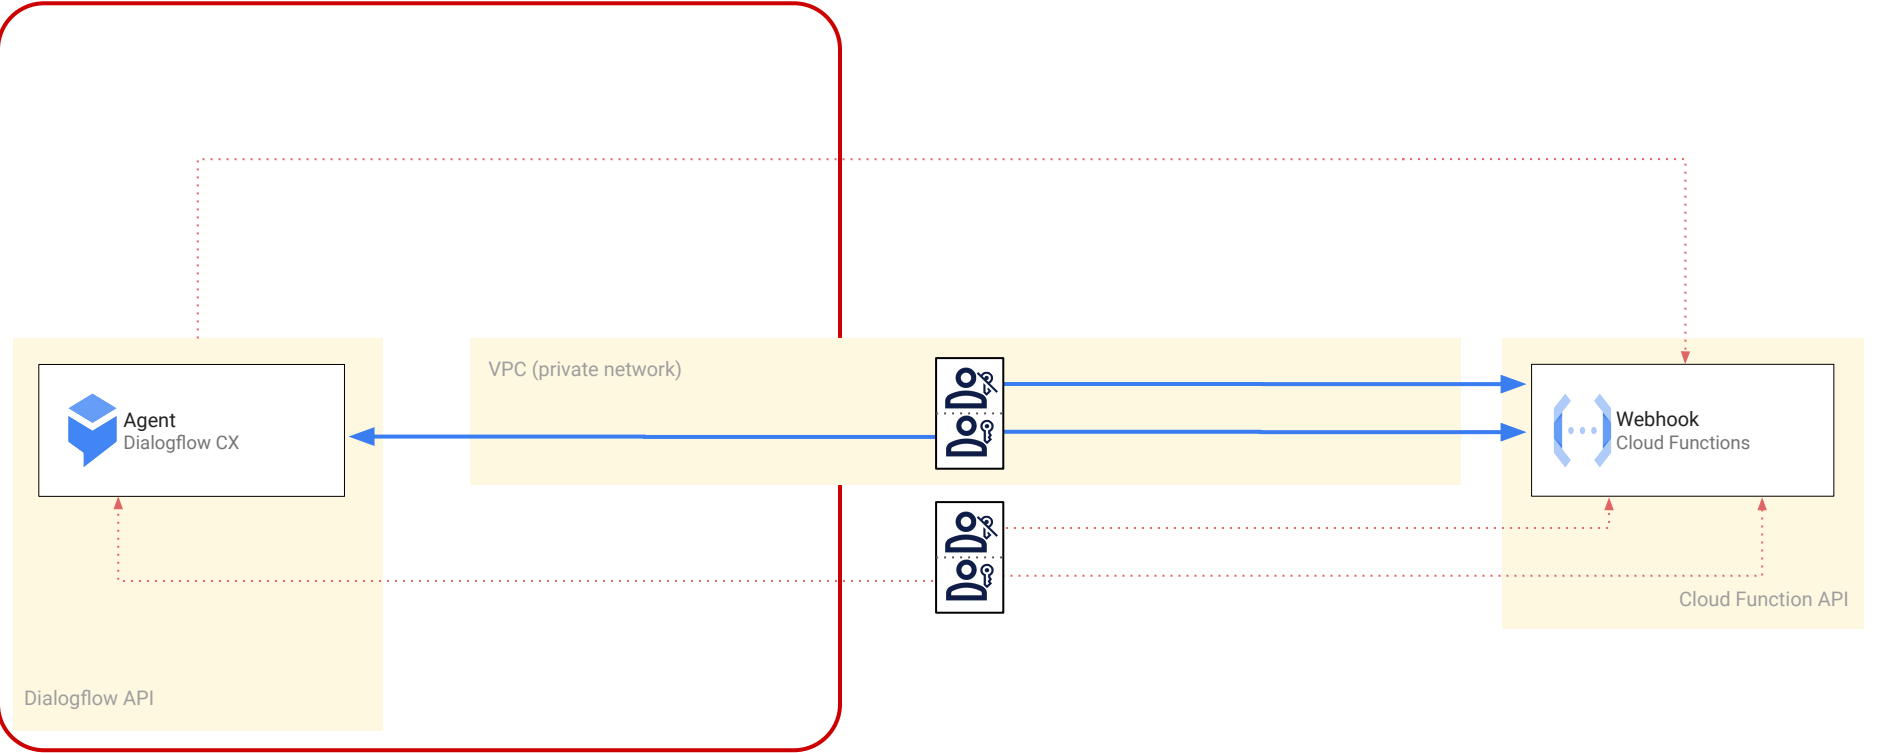 VPC (private network)
Agent
Dialogflow CX
Webhook
Cloud Functions
Cloud Function API
Dialogflow API